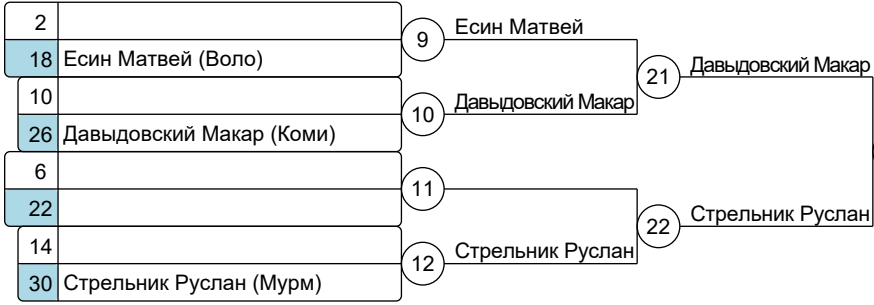 2
18 Есин Матвей (Воло)
10
26 Давыдовский Макар (Коми)
6
22
14
30 Стрельник Руслан (Мурм)
9 Есин Матвей
10 Давыдовский Макар
11
12 Стрельник Руслан
21 Давыдовский Макар
22 Стрельник Руслан